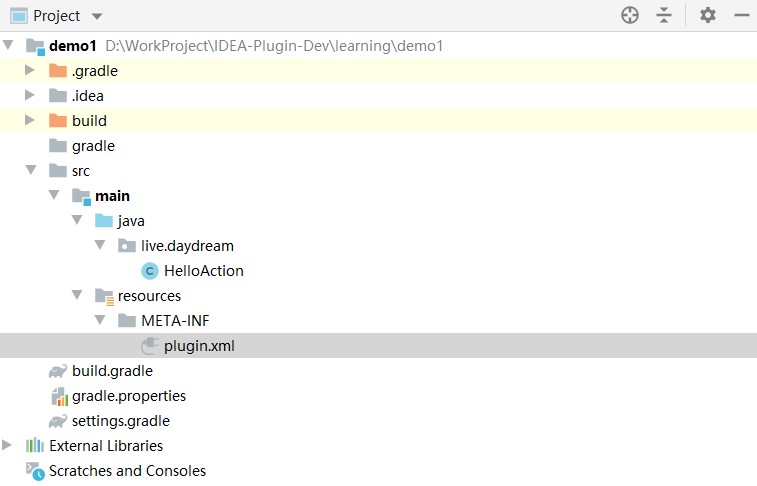 Project
demo1 D:\WorkProject\IDEA-Plugin-Dev\learning\demo1
.gradle
.idea
build
gradle
src
main
java
live.daydream
C HelloAction
resources
META-INF
plugin.xml
build.gradle
gradle.properties
settings.gradle
External Libraries
Scratches and Consoles